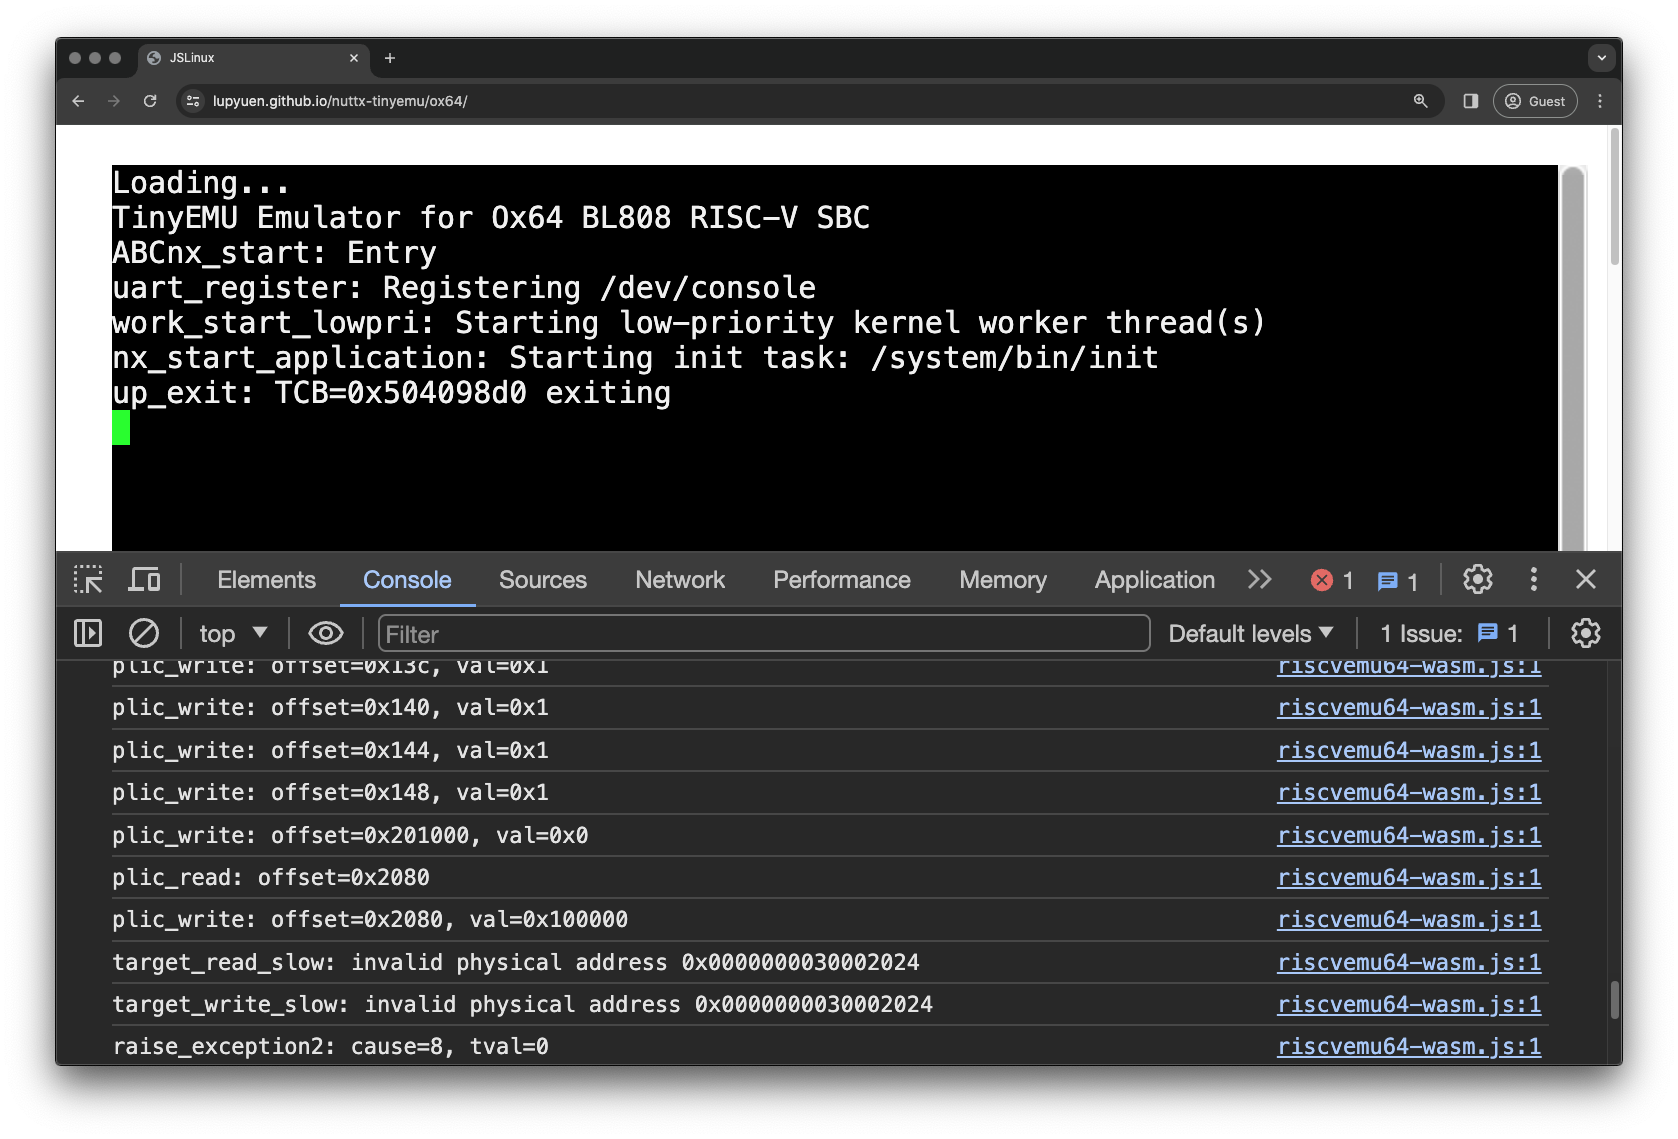 JSLinux
lupyuen.github.io/nuttx-tinyemu/ox64/
Guest
Loading...
TinyEMU Emulator for Ox64 BL808 RISC-V SBC
ABCnx_start: Entry
uart_register: Registering /dev/console
work_start_lowpri: Starting low-priority kernel worker thread(s)
nx_start_application: Starting init task: /system/bin/init
up_exit: TCB=0x504098d0 exiting
Elements Console Sources Network Performance Memory Application 1 1
top Filter Default levels 1 Issue: 1
plic_write: offset=0x13c, val=0x1 riscvemu64-wasm.js:1
plic_write: offset=0x140, val=0x1 riscvemu64-wasm.js:1
plic_write: offset=0x144, val=0x1 riscvemu64-wasm.js:1
plic_write: offset=0x148, val=0x1 riscvemu64-wasm.js:1
plic_write: offset=0x201000, val=0x0 riscvemu64-wasm.js:1
plic_read: offset=0x2080 riscvemu64-wasm.js:1
plic_write: offset=0x2080, val=0x100000 riscvemu64-wasm.js:1
target_read_slow: invalid physical address 0x0000000030002024 riscvemu64-wasm.js:1
target_write_slow: invalid physical address 0x0000000030002024 riscvemu64-wasm.js:1
raise_exception2: cause=8, tval=0 riscvemu64-wasm.js:1